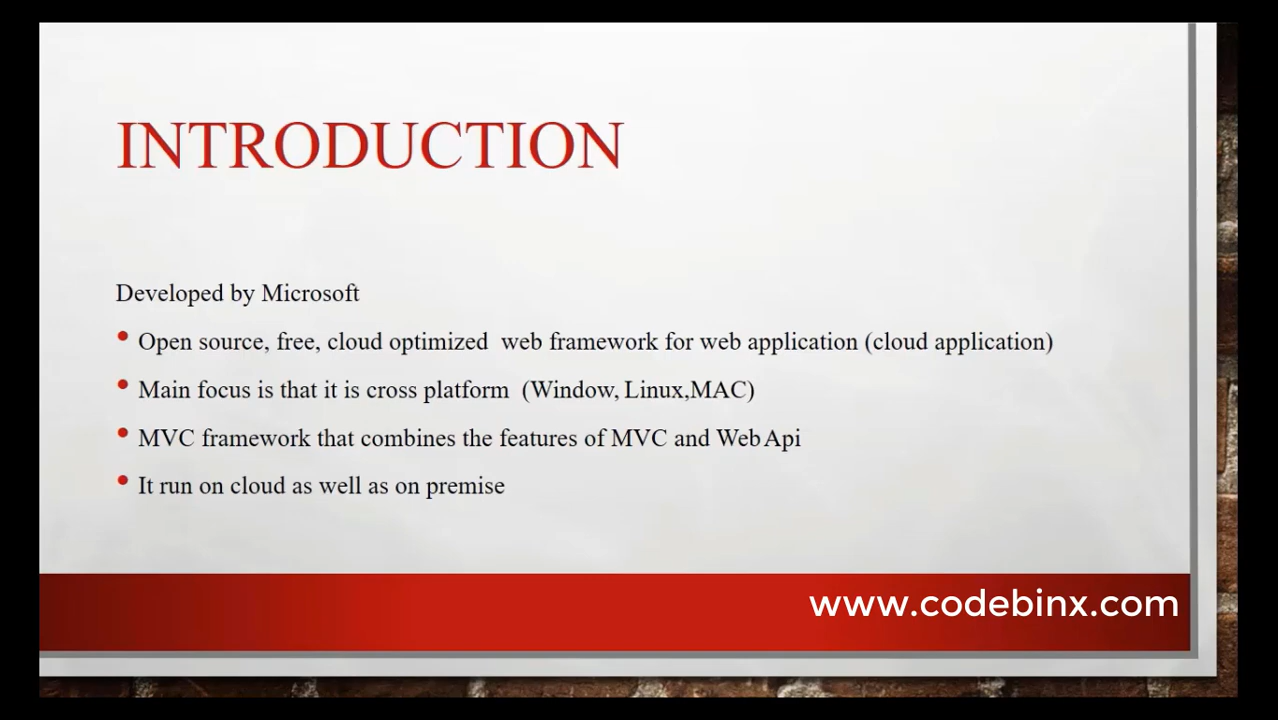 INTRODUCTION
Developed by Microsoft
• Open source, free, cloud optimized web framework for web application (cloud application)
• Main focus is that it is cross platform (Window, Linux,MAC)
• MVC framework that combines the features of MVC and Web Api
• It run on cloud as well as on premise
www.codebinx.com